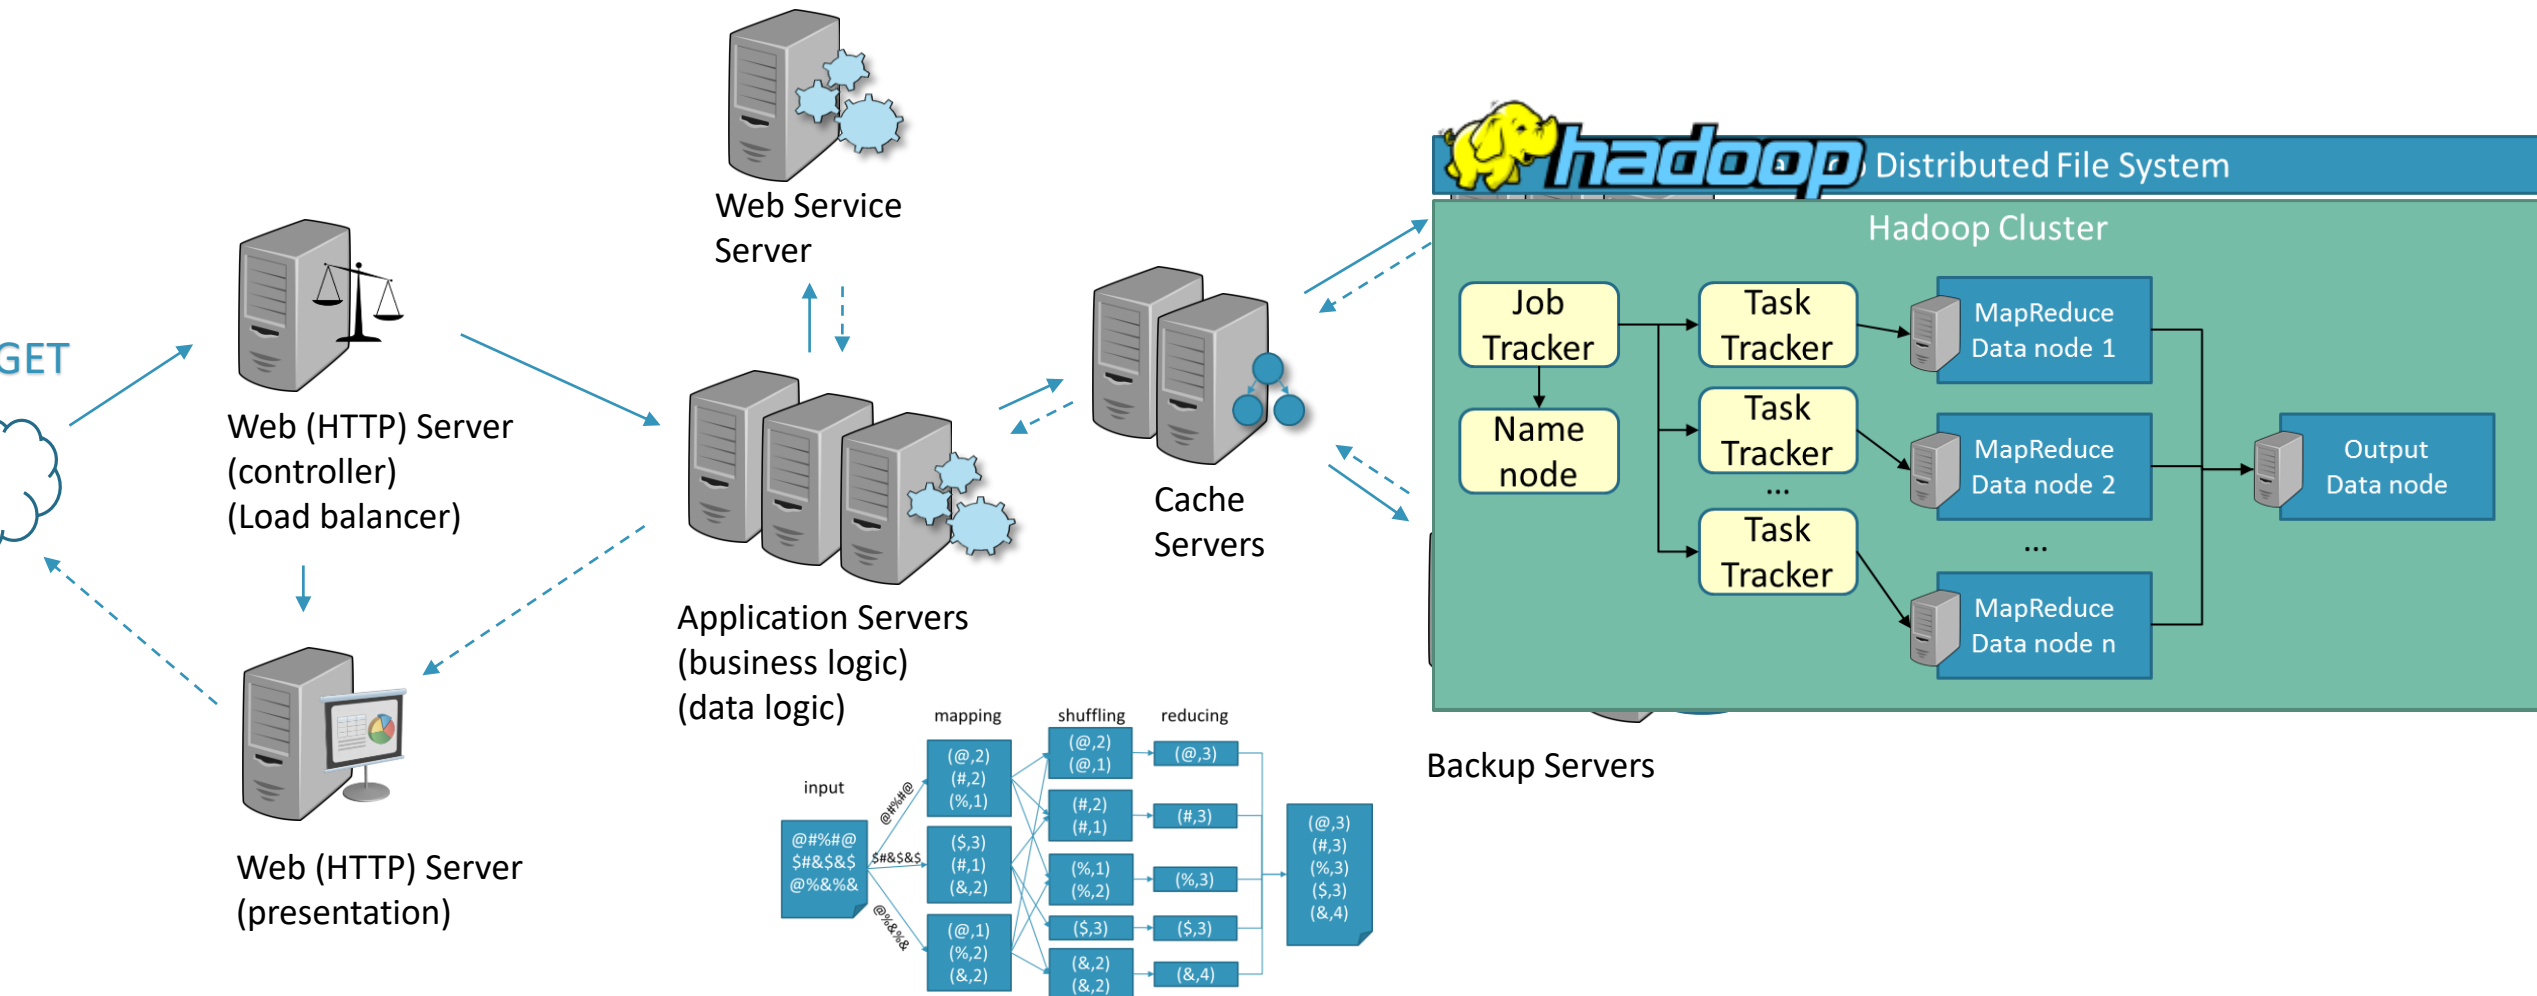 GET
Web (HTTP) Server
(controller)
(Load balancer)
Web (HTTP) Server
(presentation)
Web Service
Server
Application Servers
(business logic)
(data logic)
Cache
Servers
hadoop
Distributed File System
Hadoop Cluster
Job
Tracker
Name
node
Task
Tracker
Task
Tracker
...
Task
Tracker
MapReduce
Data node 1
MapReduce
Data node 2
...
MapReduce
Data node n
Output
Data node
Backup Servers
input
mapping
shuffling
reducing
@#%#@
$#&$&$
@%&%&
@#%#@
$#&$&$
@%&%&
(@,2)
(#,2)
(%,1)
($,3)
(#,1)
(&,2)
(@,1)
(%,2)
(&,2)
(@,2)
(@,1)
(#,2)
(#,1)
(%,1)
(%,2)
($,3)
(&,2)
(&,2)
(@,3)
(#,3)
(%,3)
($,3)
(&,4)
(@,3)
(#,3)
(%,3)
($,3)
(&,4)